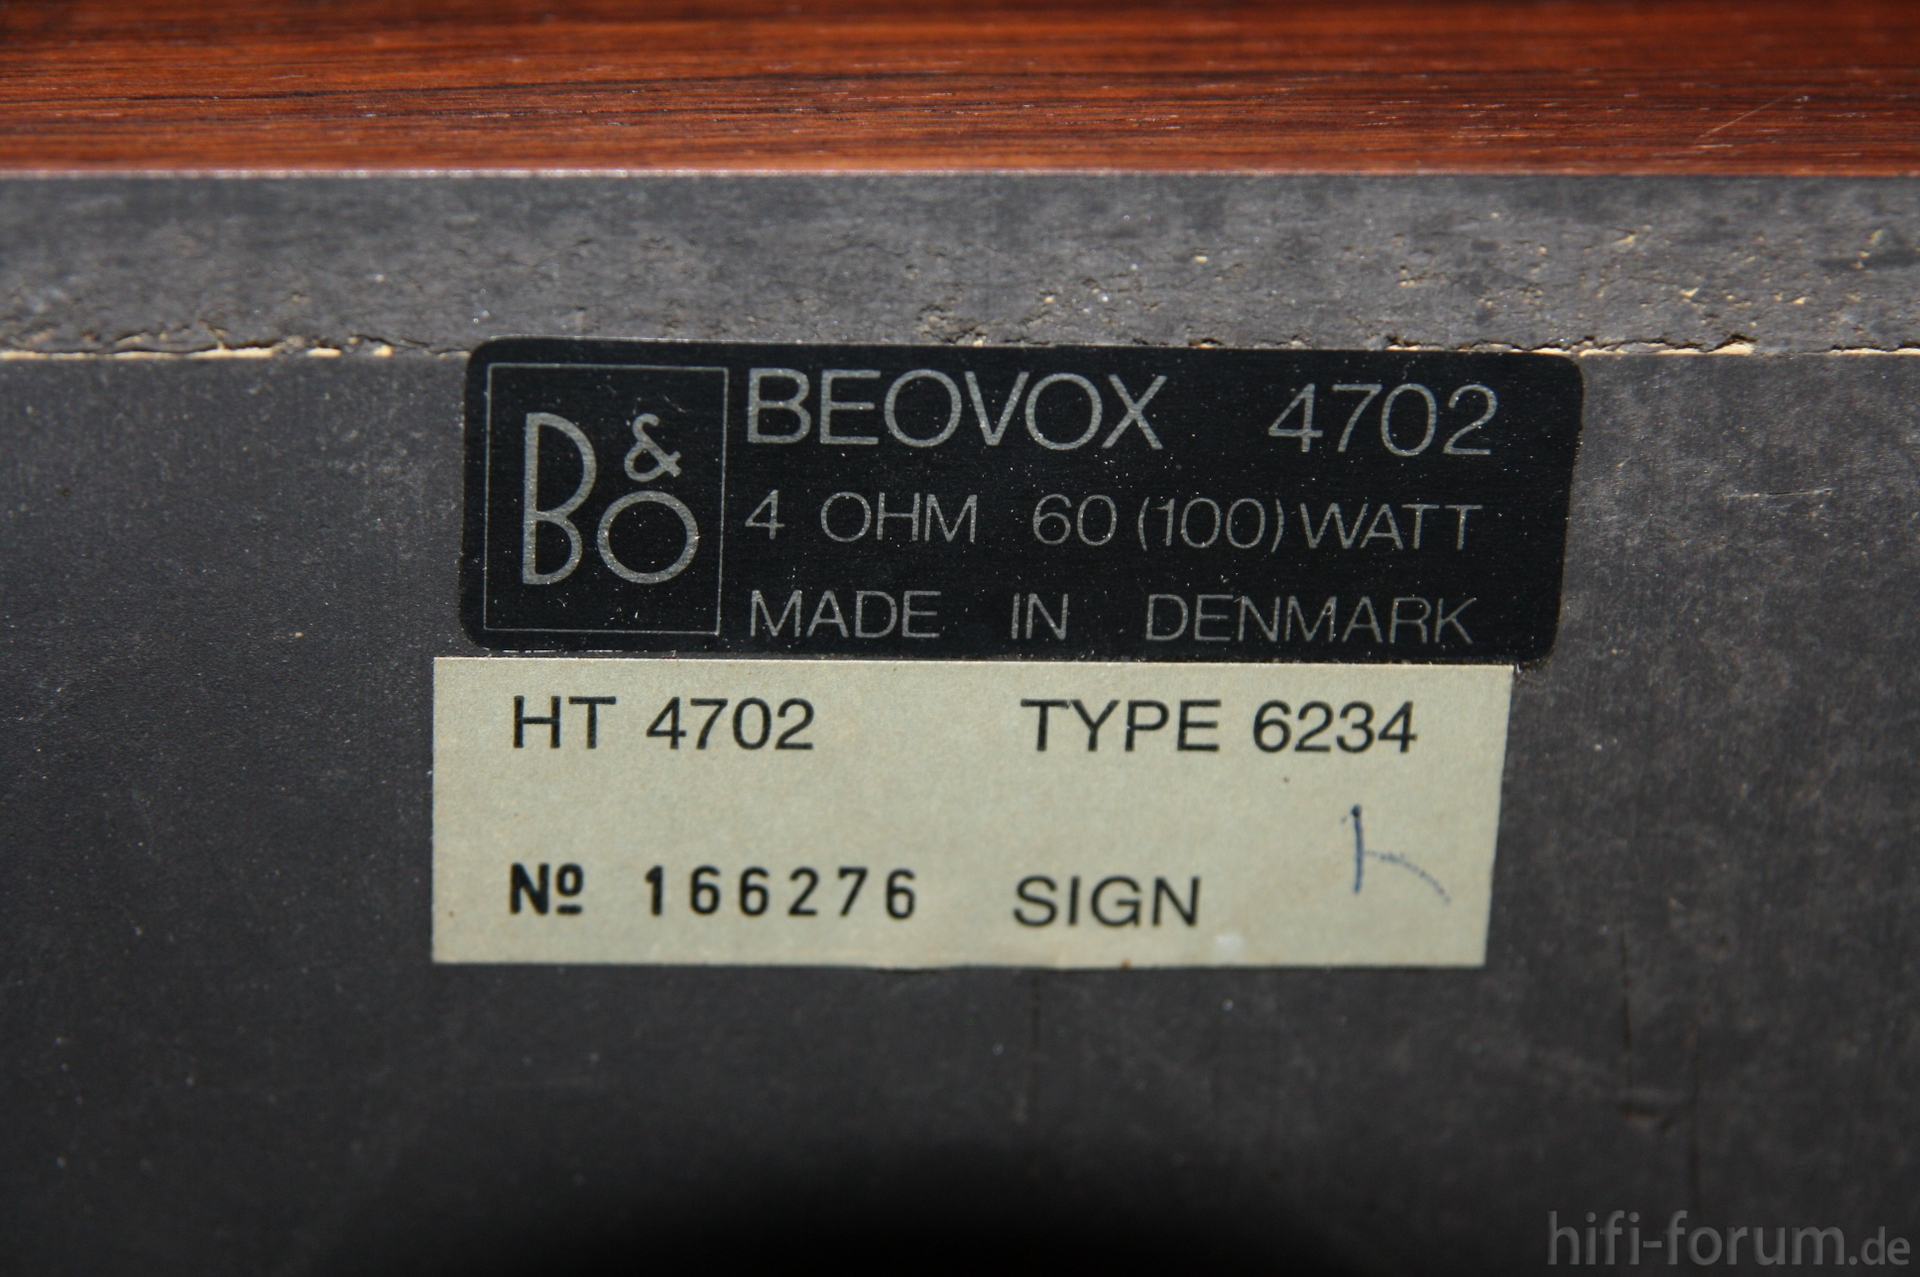 B&O
BEOVOX 4702
4 OHM 60 (100) WATT
MADE IN DENMARK
HT 4702 TYPE 6234
Nº 166276 SIGN
hifi-forum.de